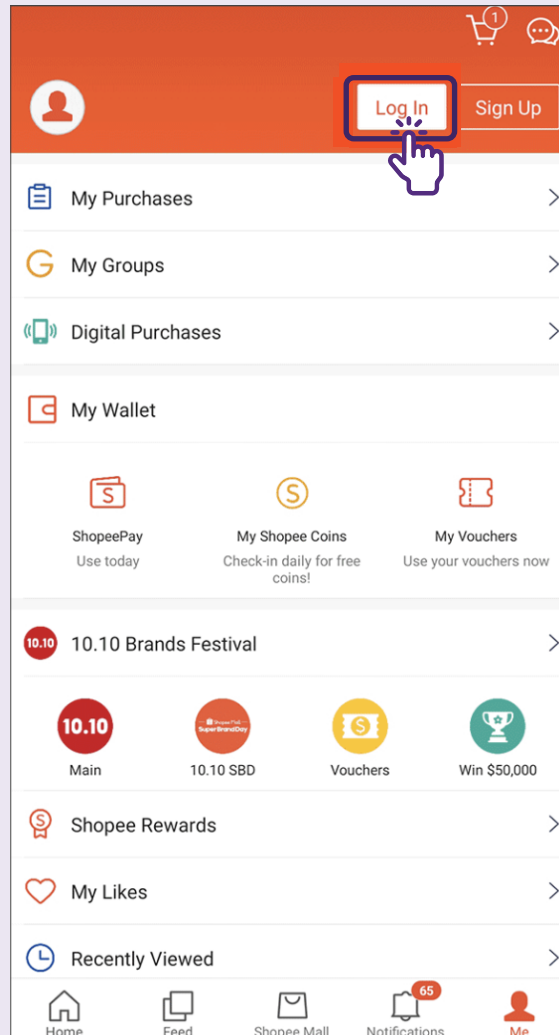 1
Log In
Sign Up
My Purchases
My Groups
Digital Purchases
My Wallet
ShopeePay
Use today
My Shopee Coins
Check-in daily for free
coins!
My Vouchers
Use your vouchers now
10.10
10.10 Brands Festival
10.10
Main
Shopee Mall
SuperBrandDay
10.10 SBD
Vouchers
Win $50,000
Shopee Rewards
My Likes
Recently Viewed
Home
Feed
Shopee Mall
65
Notifications
Me